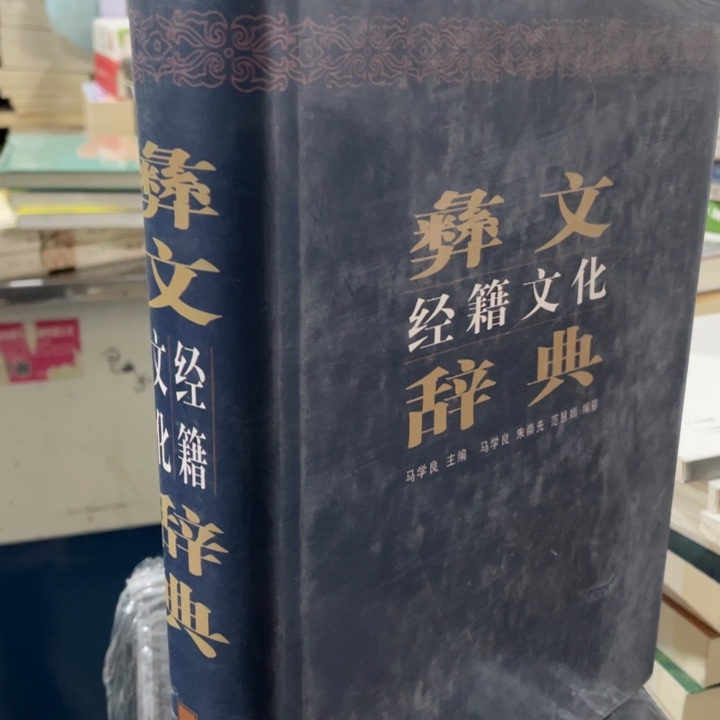 彝文
经籍文化
辞典
马学良 主编 马学良 朱崇先 范慧娟 编纂
彝文
经籍
文化
辞典